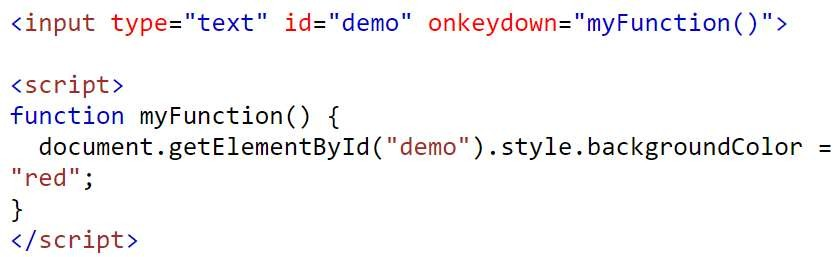 <input type="text" id="demo" onkeydown="myFunction()">
<script>
function myFunction() {
  document.getElementById("demo").style.backgroundColor =
"red";
}
</script>